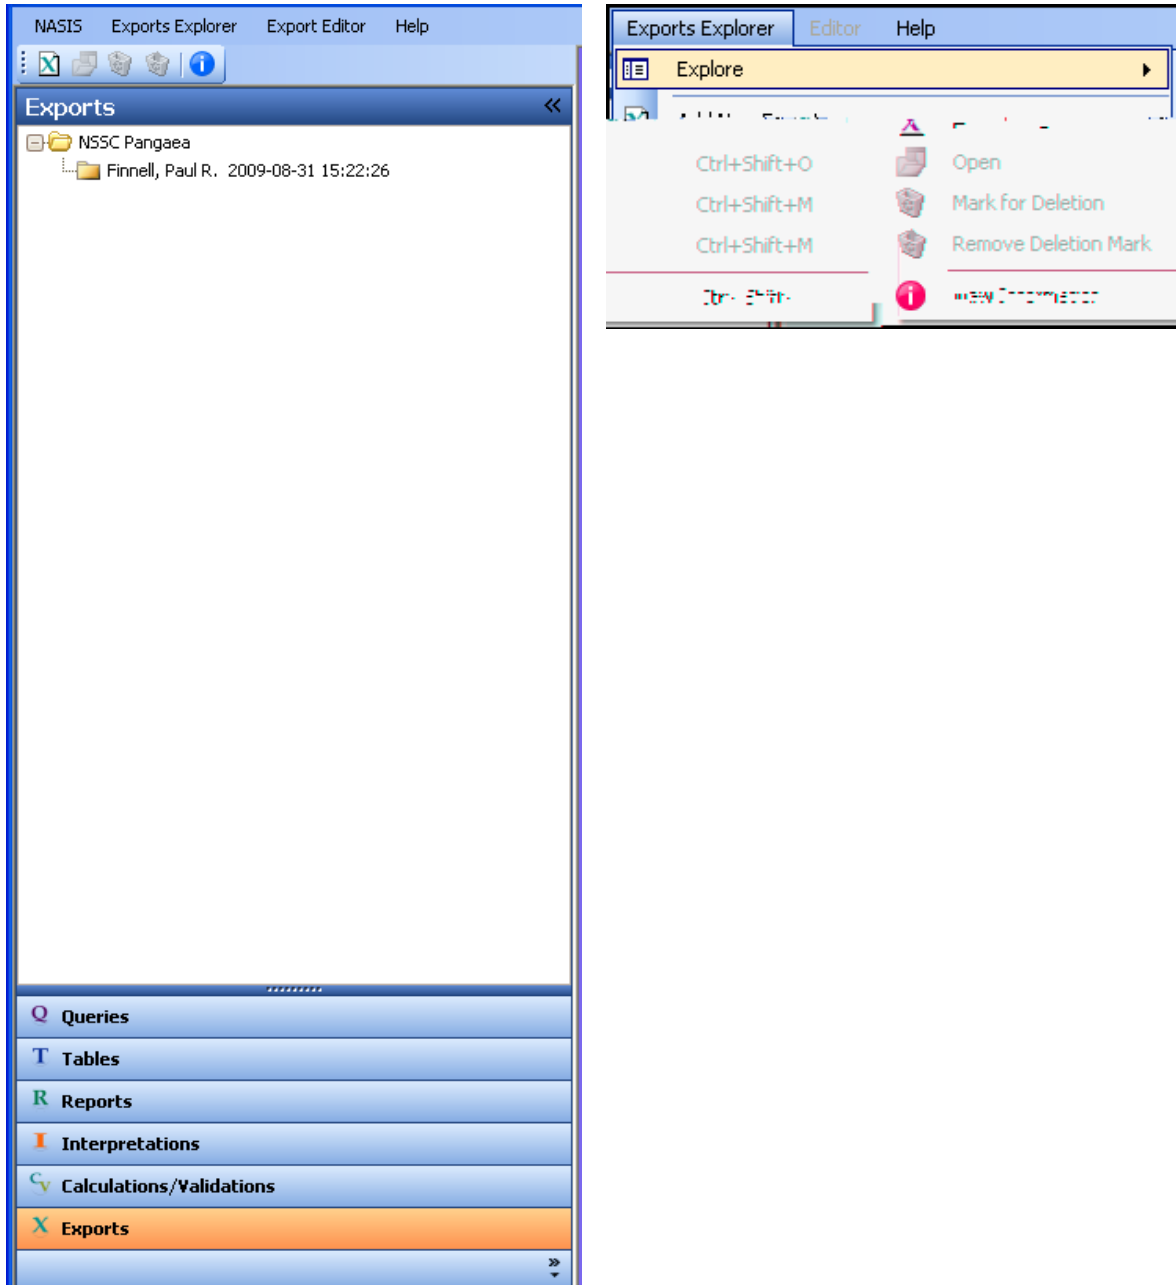 NASIS Exports Explorer Export Editor Help
Exports
NSSC Pangaea
Finnell, Paul R. 2009-08-31 15:22:26
Q Queries
T Tables
R Reports
I Interpretations
CV Calculations/Validations
X Exports
Exports Explorer Editor Help
Explore
Ctrl+Shift+O Open
Ctrl+Shift+M Mark for Deletion
Ctrl+Shift+M Remove Deletion Mark